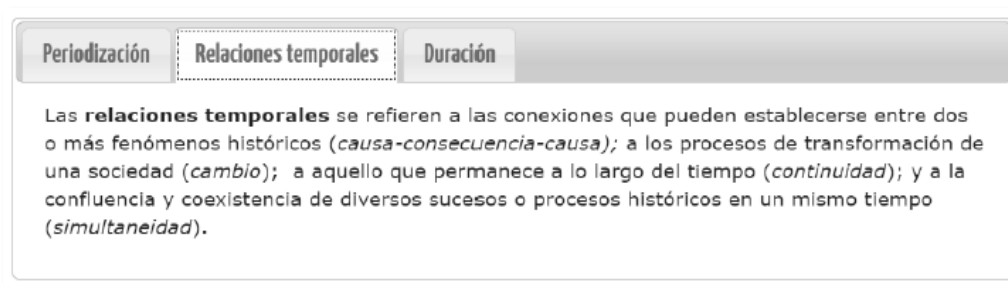 Periodización Relaciones temporales Duración
Las relaciones temporales se refieren a las conexiones que pueden establecerse entre dos
o más fenómenos históricos (causa-consecuencia-causa); a los procesos de transformación de
una sociedad (cambio);  a aquello que permanece a lo largo del tiempo (continuidad); y a la
confluencia y coexistencia de diversos sucesos o procesos históricos en un mismo tiempo
(simultaneidad).